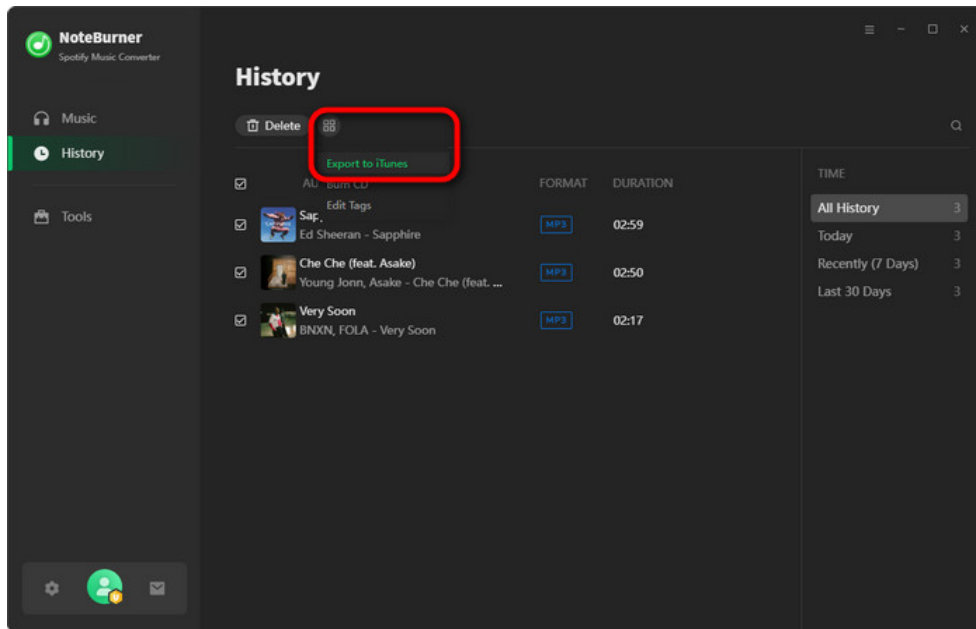 NoteBurner
Spotify Music Converter
Music
History
Tools
History
Delete
Export to iTunes
Burn CD
Edit Tags
FORMAT DURATION
Ed Sheeran - Sapphire
MP3 02:59
Che Che (feat. Asake)
Young Jonn, Asake - Che Che (feat. ...
MP3 02:50
Very Soon
BNXN, FOLA - Very Soon
MP3 02:17
TIME
All History 3
Today 3
Recently (7 Days) 3
Last 30 Days 3